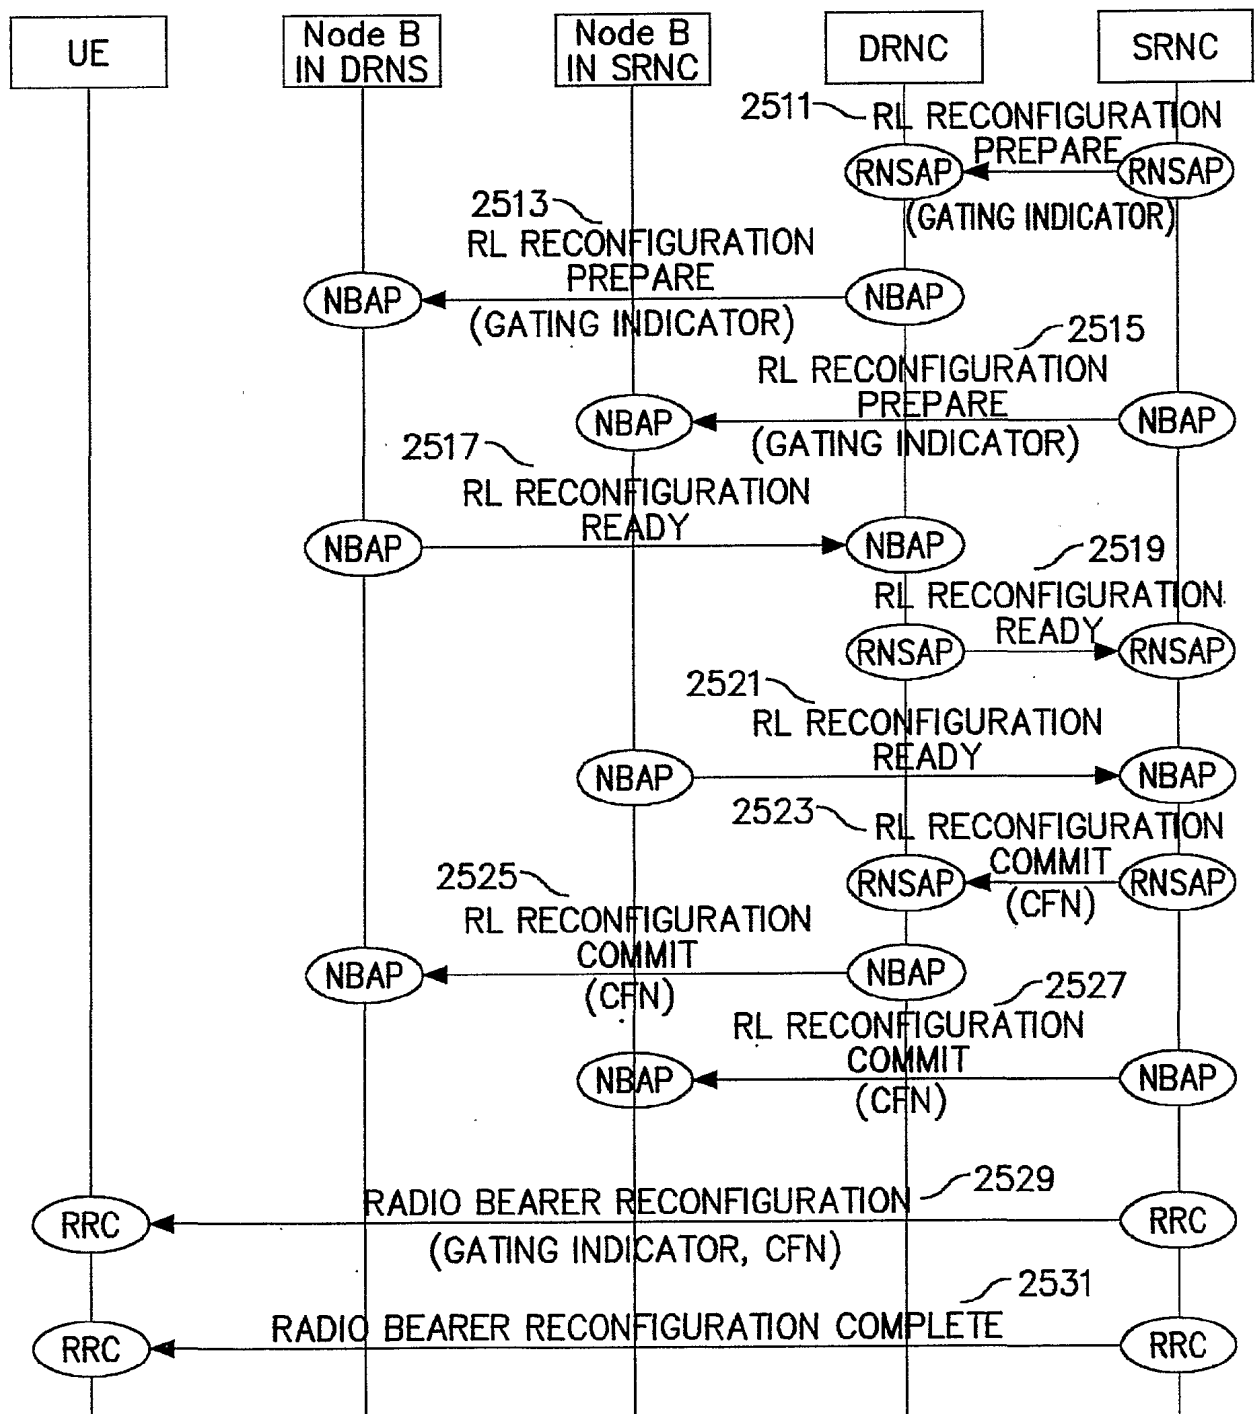 UE
Node B
IN DRNS
Node B
IN SRNC
DRNC
SRNC
2511
RL RECONFIGURATION
PREPARE
RNSAP
RNSAP
(GATING INDICATOR)
2513
RL RECONFIGURATION
PREPARE
NBAP
NBAP
(GATING INDICATOR)
2515
RL RECONFIGURATION
PREPARE
NBAP
NBAP
(GATING INDICATOR)
2517
RL RECONFIGURATION
READY
NBAP
NBAP
2519
RL RECONFIGURATION
READY
RNSAP
RNSAP
2521
RL RECONFIGURATION
READY
NBAP
NBAP
2523
RL RECONFIGURATION
COMMIT
RNSAP
RNSAP
(CFN)
2525
RL RECONFIGURATION
COMMIT
NBAP
NBAP
(CFN)
2527
RL RECONFIGURATION
COMMIT
NBAP
NBAP
(CFN)
2529
RADIO BEARER RECONFIGURATION
RRC
RRC
(GATING INDICATOR, CFN)
2531
RADIO BEARER RECONFIGURATION COMPLETE
RRC
RRC